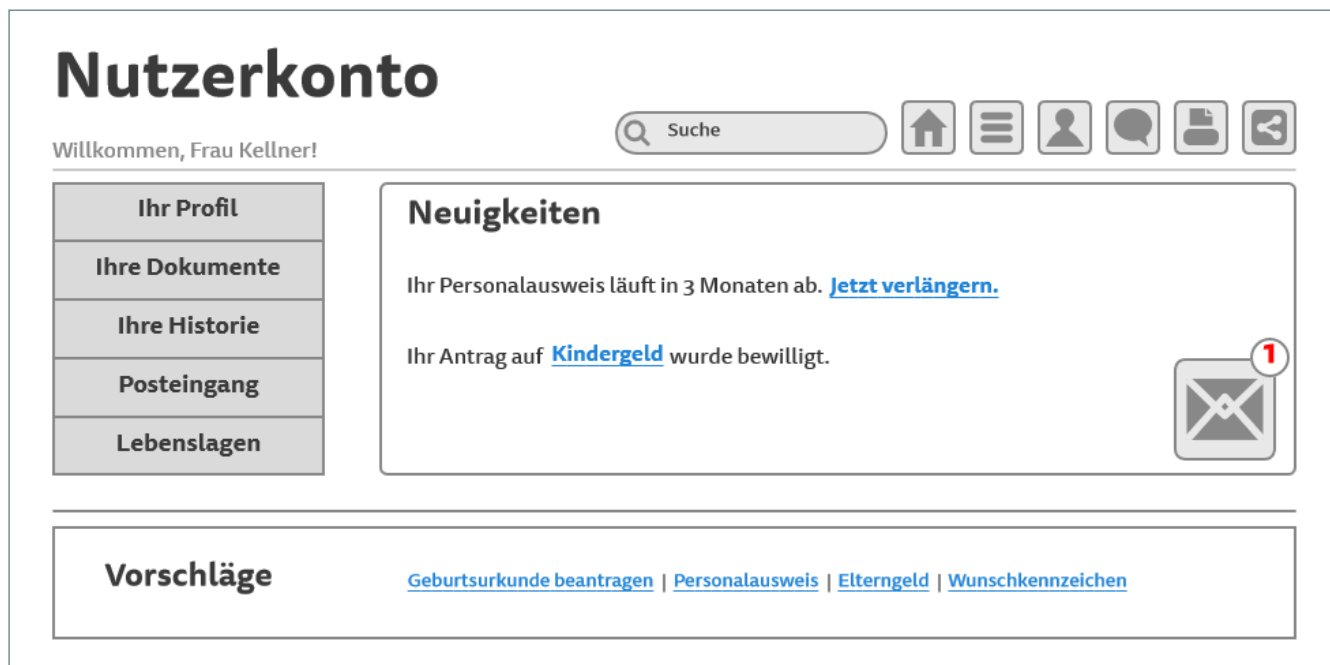 Nutzerkonto
Suche
Willkommen, Frau Kellner!
Ihr Profil
Ihre Dokumente
Ihre Historie
Posteingang
Lebenslagen
Neuigkeiten
Ihr Personalausweis läuft in 3 Monaten ab. Jetzt verlängern.
Ihr Antrag auf Kindergeld wurde bewilligt.
1
Vorschläge
Geburtsurkunde beantragen | Personalausweis | Elterngeld | Wunschkennzeichen